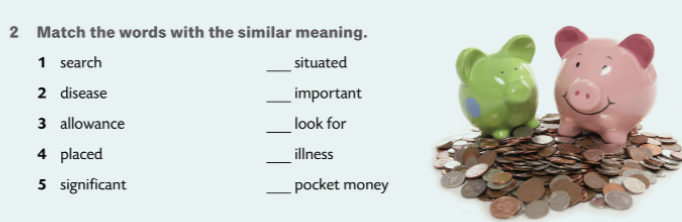 2 Match the words with the similar meaning.
1 search ___ situated
2 disease ___ important
3 allowance ___ look for
4 placed ___ illness
5 significant ___ pocket money